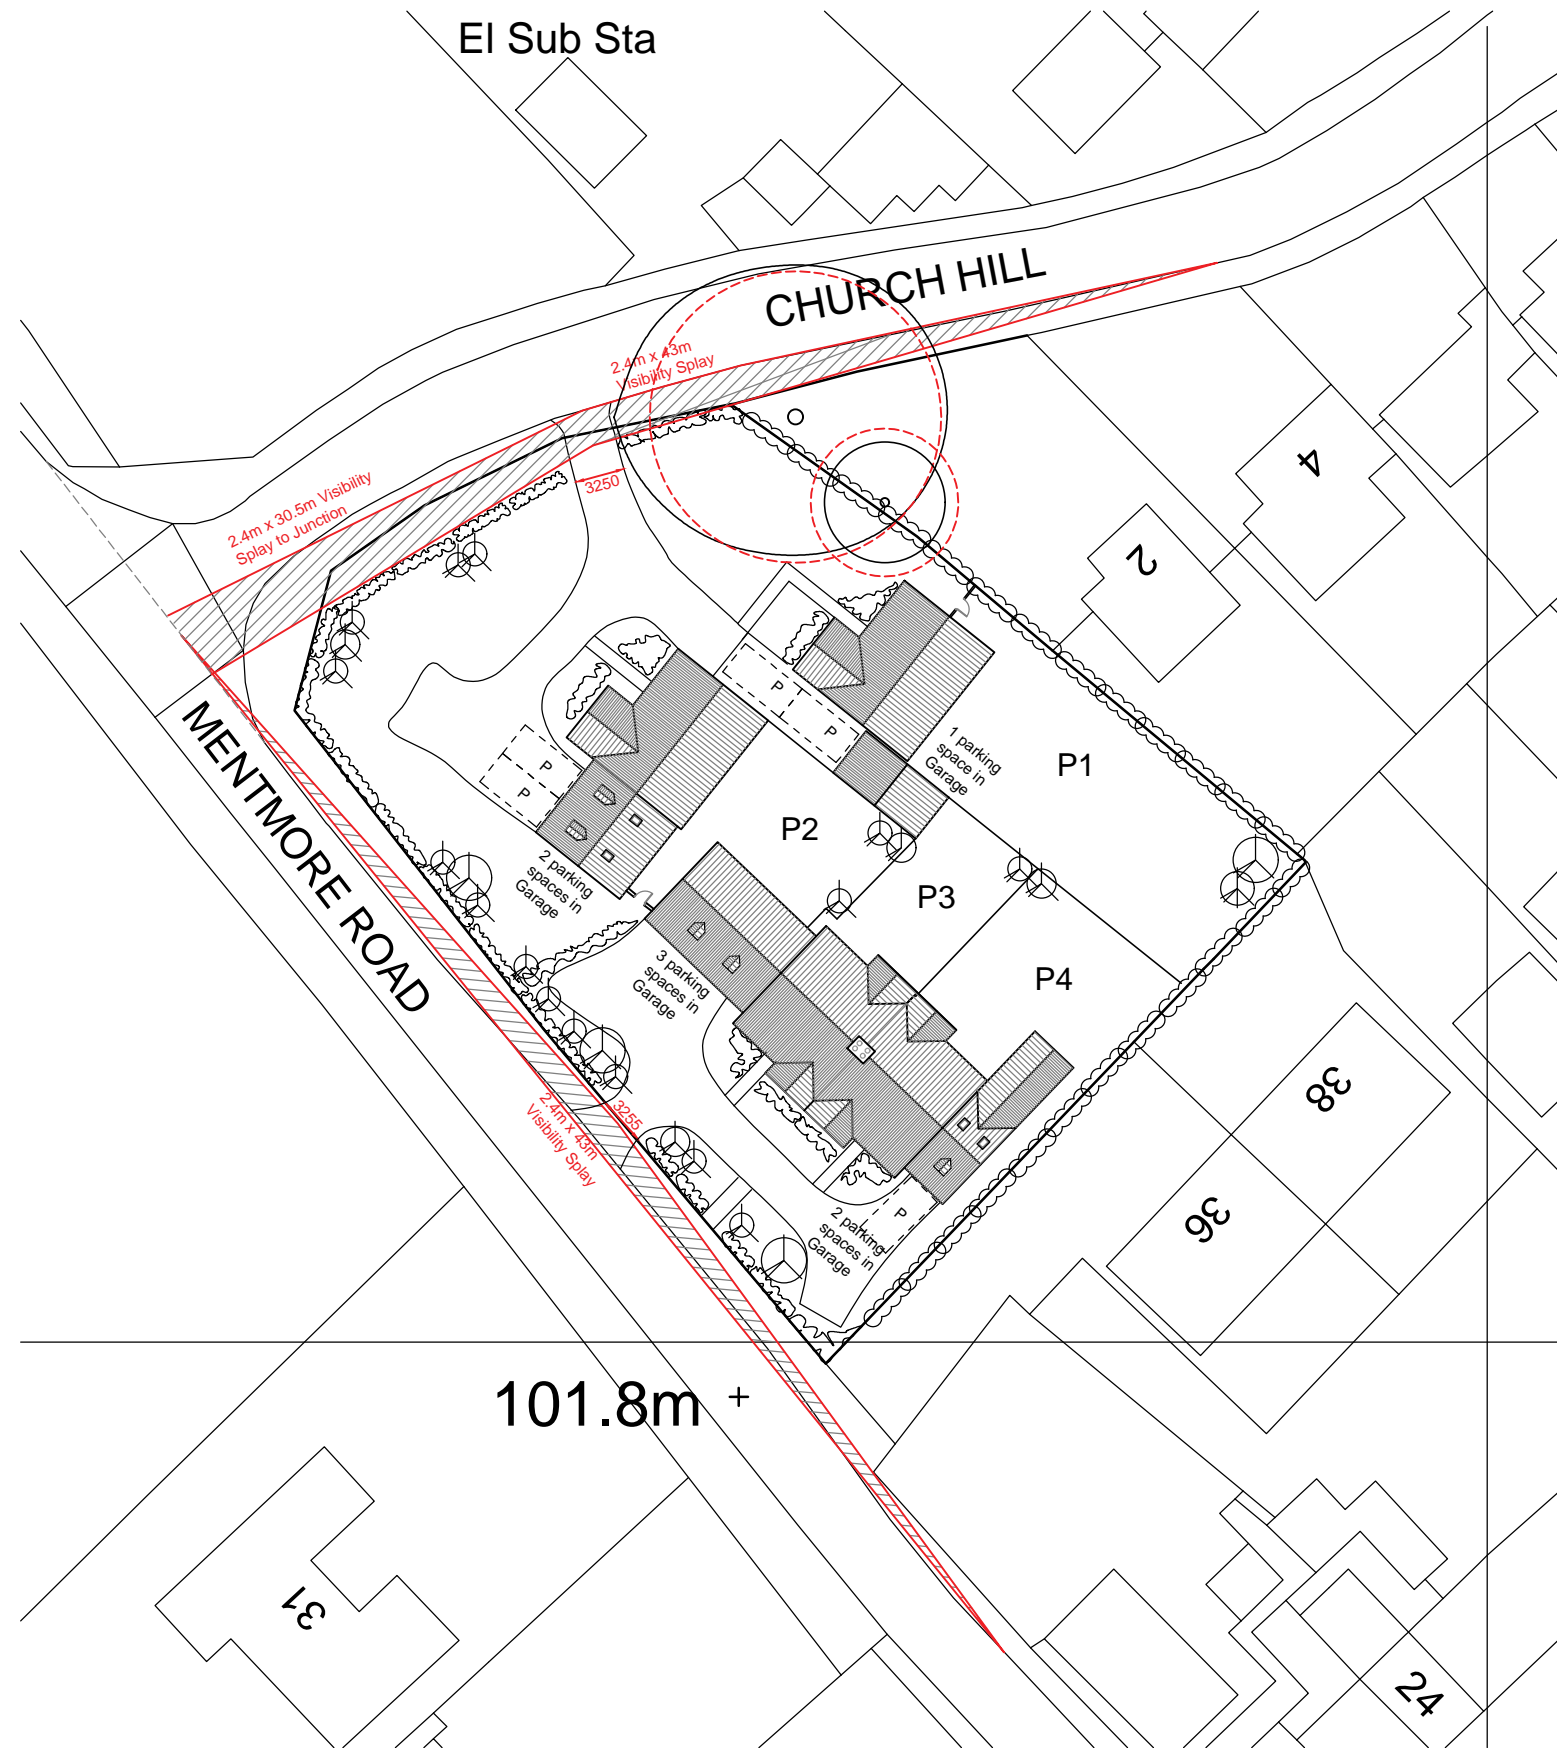 El Sub Sta
CHURCH HILL
2.4m x 43m
Visibility Splay
2.4m x 30.5m Visibility
Splay to Junction
3250
4
2
MENTMORE ROAD
P
P
P
P
1 parking
space in
Garage
P1
P2
2 parking
spaces in
Garage
P3
3 parking
spaces in
Garage
P4
38
3255
2.4m x 43m
Visibility Splay
36
P
2 parking
spaces in
Garage
101.8m
31
24